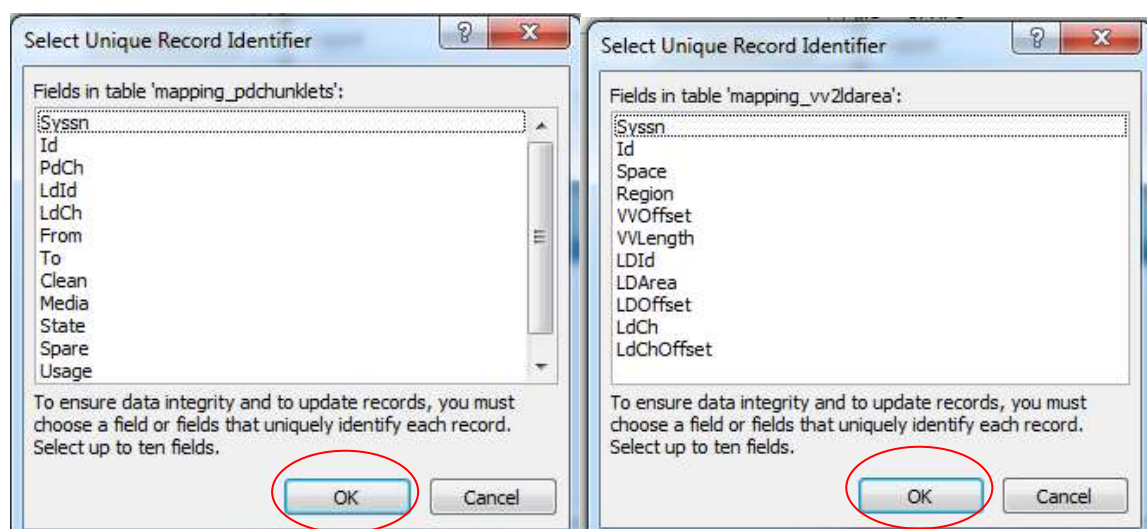 Select Unique Record Identifier
Fields in table 'mapping_pdchunklets':
Syssn
Id
PdCh
LdId
LdCh
From
To
Clean
Media
State
Spare
Usage
To ensure data integrity and to update records, you must
choose a field or fields that uniquely identify each record.
Select up to ten fields.
OK
Cancel
Select Unique Record Identifier
Fields in table 'mapping_vv2ldarea':
Syssn
Id
Space
Region
VVOffset
VVLength
LDId
LDArea
LDOffset
LdCh
LdChOffset
To ensure data integrity and to update records, you must
choose a field or fields that uniquely identify each record.
Select up to ten fields.
OK
Cancel